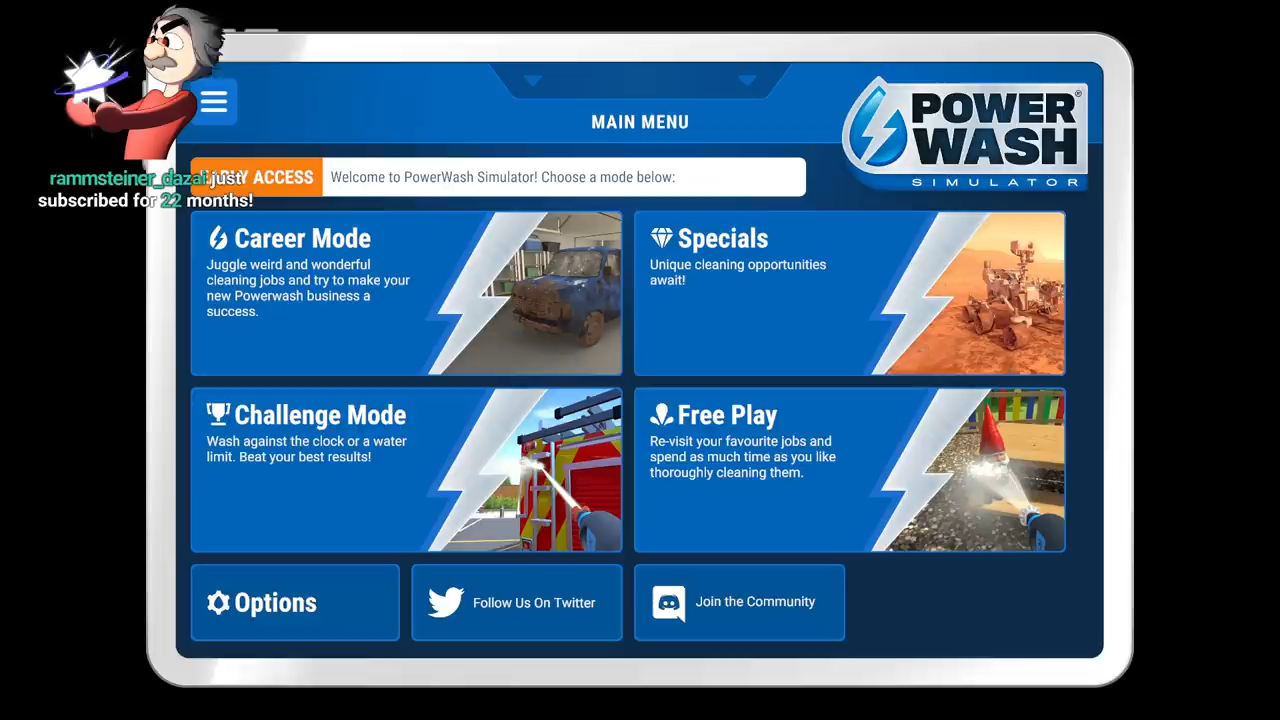 MAIN MENU
POWER
WASH
SIMULATOR
rammsteiner_daza! just
subscribed for 22 months!
ACCESS
Welcome to PowerWash Simulator! Choose a mode below:
Career Mode
Juggle weird and wonderful
cleaning jobs and try to make your
new Powerwash business a
success.
Specials
Unique cleaning opportunities
await!
Challenge Mode
Wash against the clock or a water
limit. Beat your best results!
Free Play
Re-visit your favourite jobs and
spend as much time as you like
thoroughly cleaning them.
Options
Follow Us On Twitter
Join the Community